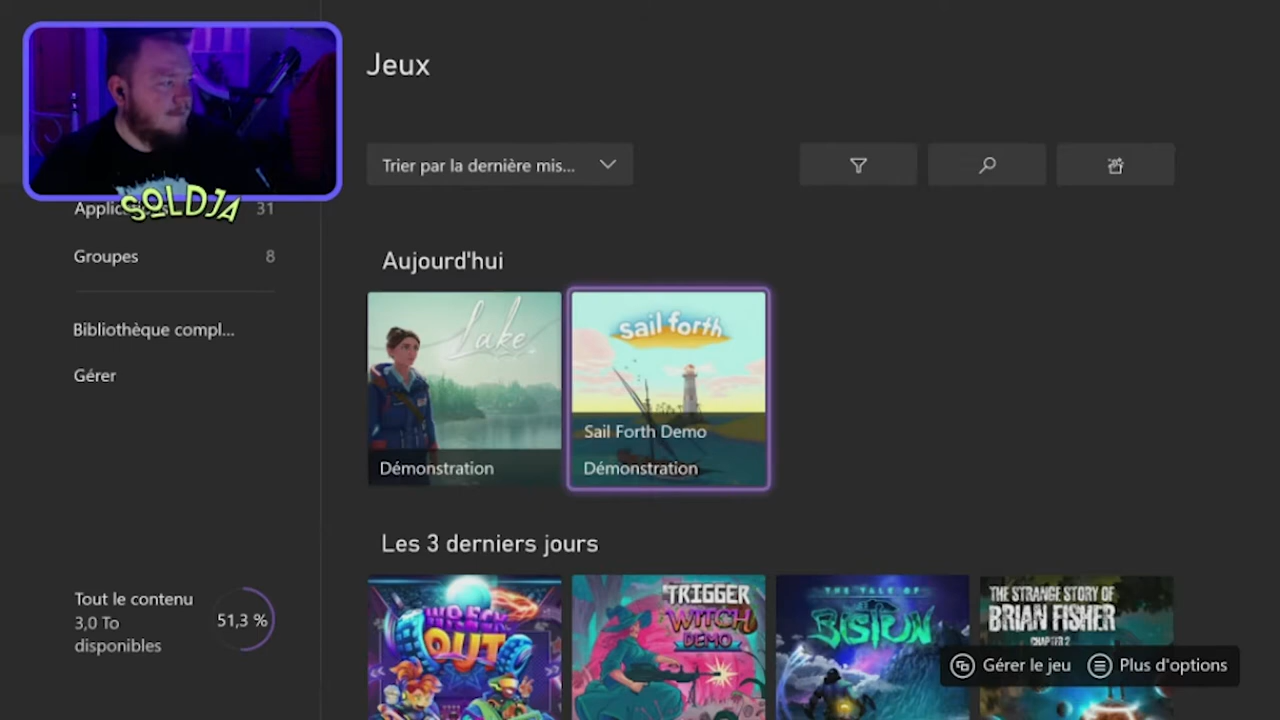 Jeux
Trier par la dernière mis...
SOLDJA
31
Groupes
8
Bibliothèque compl...
Gérer
Aujourd'hui
Lake
Démonstration
sail forth
Sail Forth Demo
Démonstration
Les 3 derniers jours
WRECK
OUT
TRIGGER
WITCH
DEMO
THE TALE OF
BISTUN
THE STRANGE STORY OF
BRIAN FISHER
CHAPTER 2
Tout le contenu
3,0 To
disponibles
51,3 %
Gérer le jeu
Plus d'options